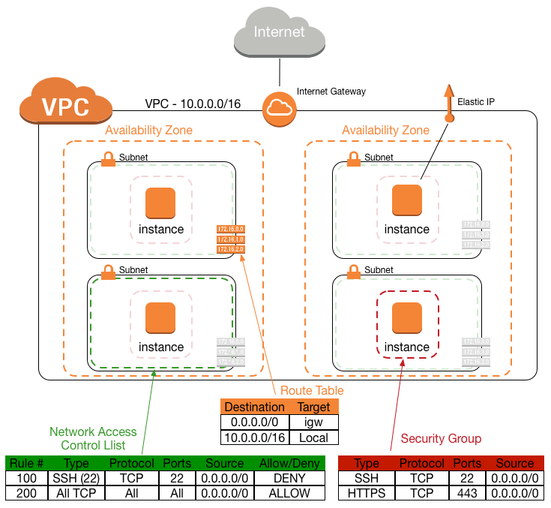 Internet
Internet Gateway
VPC
VPC - 10.0.0.0/16
Elastic IP
Availability Zone
Availability Zone
Subnet
Subnet
instance
instance
172.16.0.0
172.16.1.0
172.16.2.0
Subnet
Subnet
instance
instance
Route Table
Destination Target
0.0.0.0/0 igw
10.0.0.0/16 Local
Network Access
Control Llist
Security Group
Rule # Type Protocol Ports Source Allow/Deny
100 SSH (22) TCP 22 0.0.0.0/0 DENY
200 All TCP All All 0.0.0.0/0 ALLOW
Type Protocol Ports Source
SSH TCP 22 0.0.0.0/0
HTTPS TCP 443 0.0.0.0/0